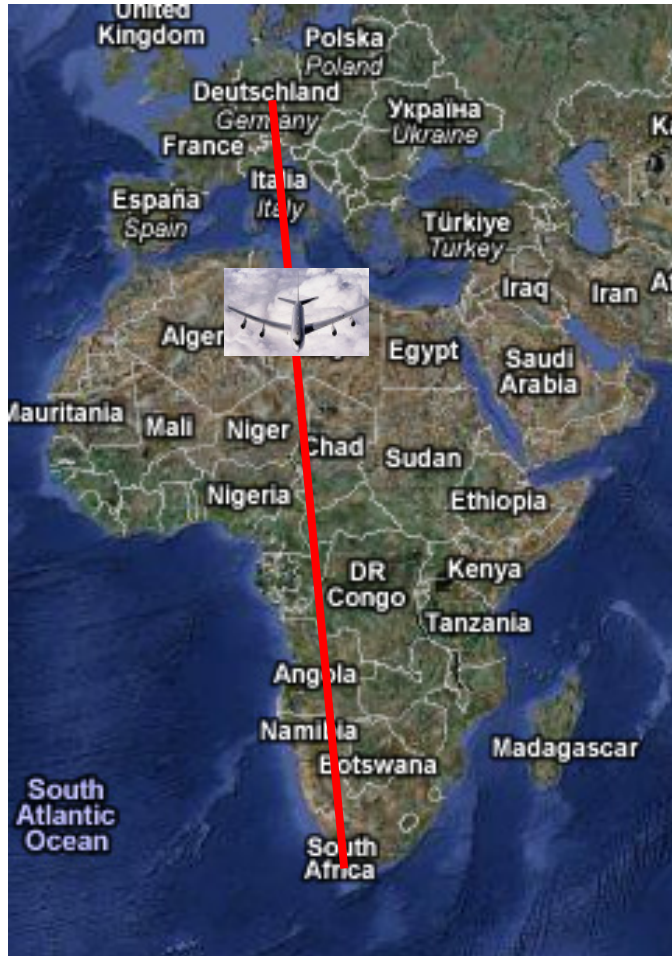 United
Kingdom
Polska
Poland
Deutschland
Germany
Україна
Ukraine
France
Italia
Italy
España
Spain
Türkiye
Turkey
Iraq
Iran
Alger
Egypt
Saudi
Arabia
Mauritania
Mali
Niger
Chad
Sudan
Nigeria
Ethiopia
DR
Congo
Kenya
Tanzania
Angola
Namibia
Botswana
Madagascar
South
Atlantic
Ocean
South
Africa